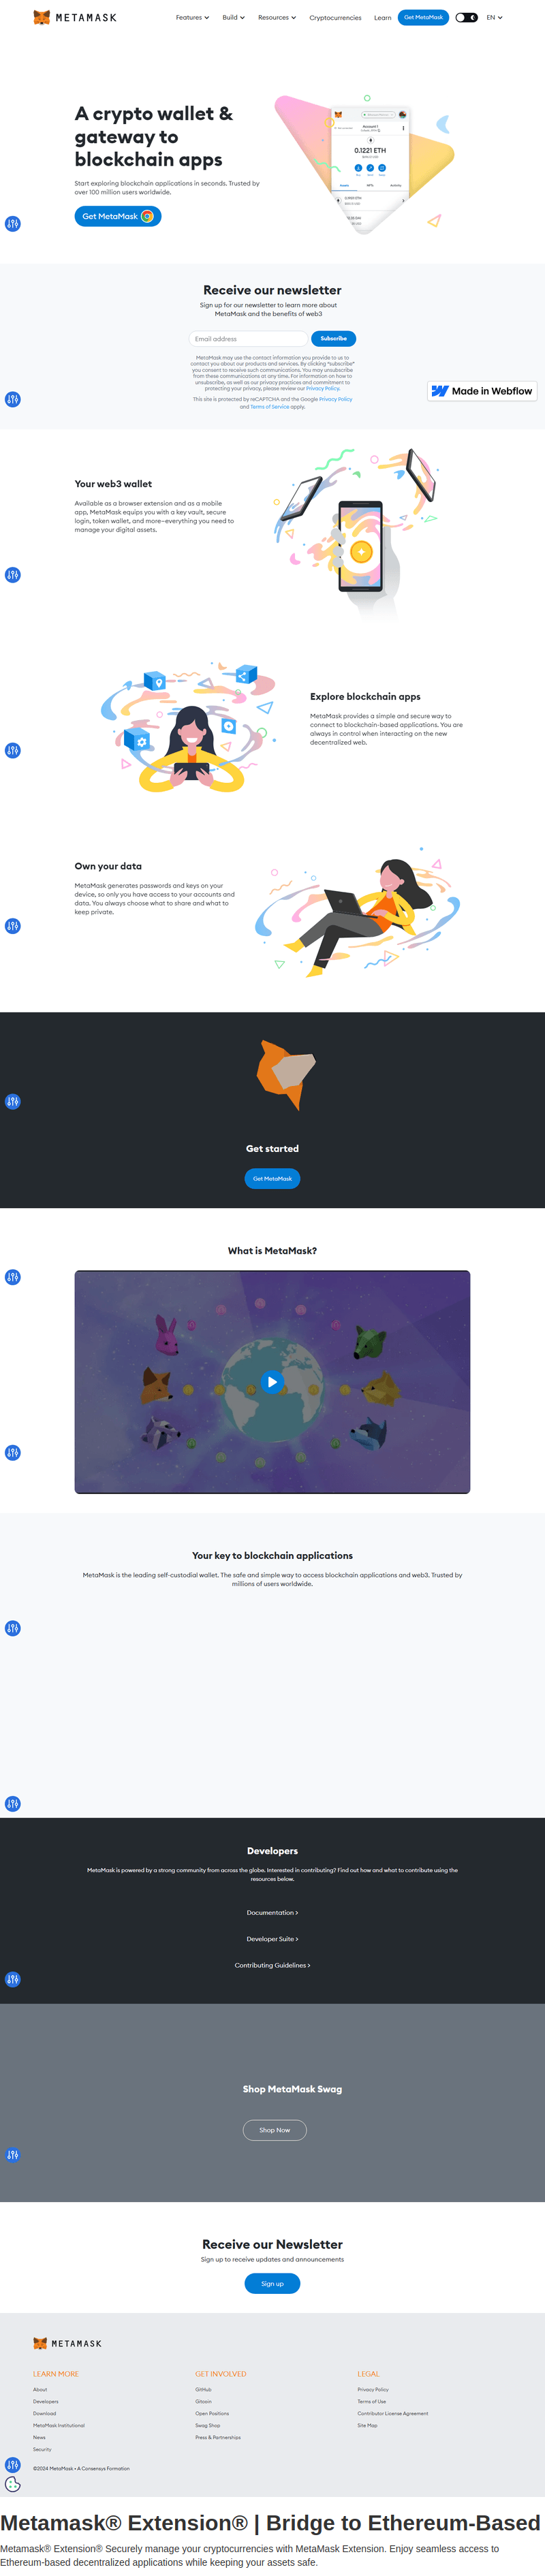 METAMASK
Features Build Resources Cryptocurrencies Learn Get MetaMask EN
A crypto wallet &
gateway to
blockchain apps
Start exploring blockchain applications in seconds. Trusted by
over 100 million users worldwide.
Get MetaMask
Account 1
0.1221 ETH
Receive our newsletter
Sign up for our newsletter to learn more about
MetaMask and the benefits of web3
Email address Subscribe
MetaMask may use the contact information you provide to us to
contact you about our products and services. By clicking "subscribe"
you consent to receive such communications. You may unsubscribe
from these communications at any time. For information on how to
unsubscribe, as well as our privacy practices and commitment to
protecting your privacy, please review our Privacy Policy.
This site is protected by reCAPTCHA and the Google Privacy Policy
and Terms of Service apply.
Made in Webflow
Your web3 wallet
Available as a browser extension and as a mobile
app, MetaMask equips you with a key vault, secure
login, token wallet, and more—everything you need to
manage your digital assets.
Explore blockchain apps
MetaMask provides a simple and secure way to
connect to blockchain-based applications. You are
always in control when interacting on the new
decentralized web.
Own your data
MetaMask generates passwords and keys on your
device, so only you have access to your accounts and
data. You always choose what to share and what to
keep private.
Get started
Get MetaMask
What is MetaMask?
Your key to blockchain applications
MetaMask is the leading self-custodial wallet. The safe and simple way to access blockchain applications and web3. Trusted by
millions of users worldwide.
Developers
MetaMask is powered by a strong community from across the globe. Interested in contributing? Find out how and what to contribute using the
resources below.
Documentation >
Developer Suite >
Contributing Guidelines >
Shop MetaMask Swag
Shop Now
Receive our Newsletter
Sign up to receive updates and announcements
Sign up
METAMASK
LEARN MORE GET INVOLVED LEGAL
About GitHub Privacy Policy
Developers Gitcoin Terms of Use
Download Open Positions Contributor License Agreement
MetaMask Institutional Swag Shop Site Map
News Press & Partnerships
Security
©2024 MetaMask • A Consensys Formation
Metamask® Extension® | Bridge to Ethereum-Based
Metamask® Extension® Securely manage your cryptocurrencies with MetaMask Extension. Enjoy seamless access to
Ethereum-based decentralized applications while keeping your assets safe.